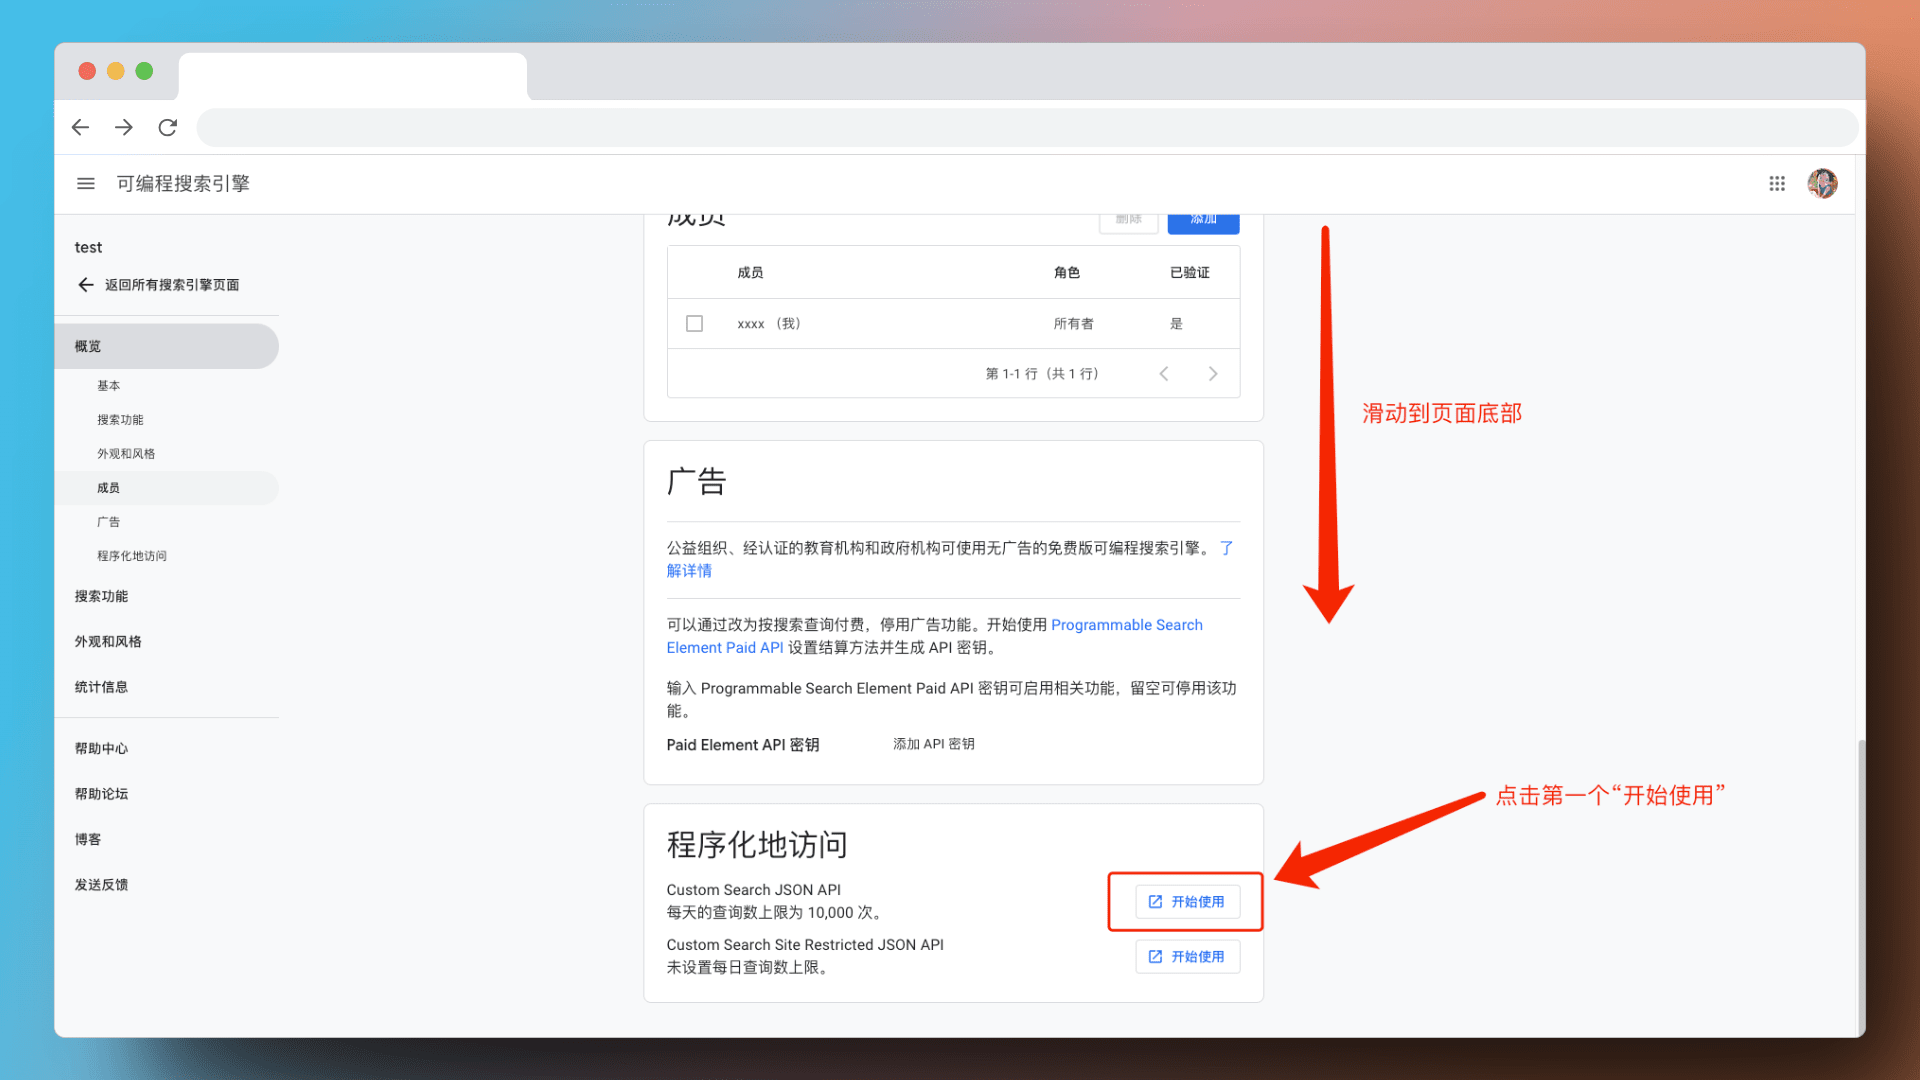 可编程搜索引擎
test
返回所有搜索引擎页面
概览
基本
搜索功能
外观和风格
成员
广告
程序化地访问
搜索功能
外观和风格
统计信息
帮助中心
帮助论坛
博客
发送反馈
成员
删除
添加
成员 角色 已验证
xxxx （我） 所有者 是
第 1-1 行（共 1 行）
广告
公益组织、经认证的教育机构和政府机构可使用无广告的免费版可编程搜索引擎。 了
解详情
可以通过改为按搜索查询付费，停用广告功能。开始使用 Programmable Search
Element Paid API 设置结算方法并生成 API 密钥。
输入 Programmable Search Element Paid API 密钥可启用相关功能，留空可停用该功
能。
Paid Element API 密钥 添加 API 密钥
程序化地访问
Custom Search JSON API
每天的查询数上限为 10,000 次。
开始使用
Custom Search Site Restricted JSON API
未设置每日查询数上限。
开始使用
滑动到页面底部
点击第一个“开始使用”